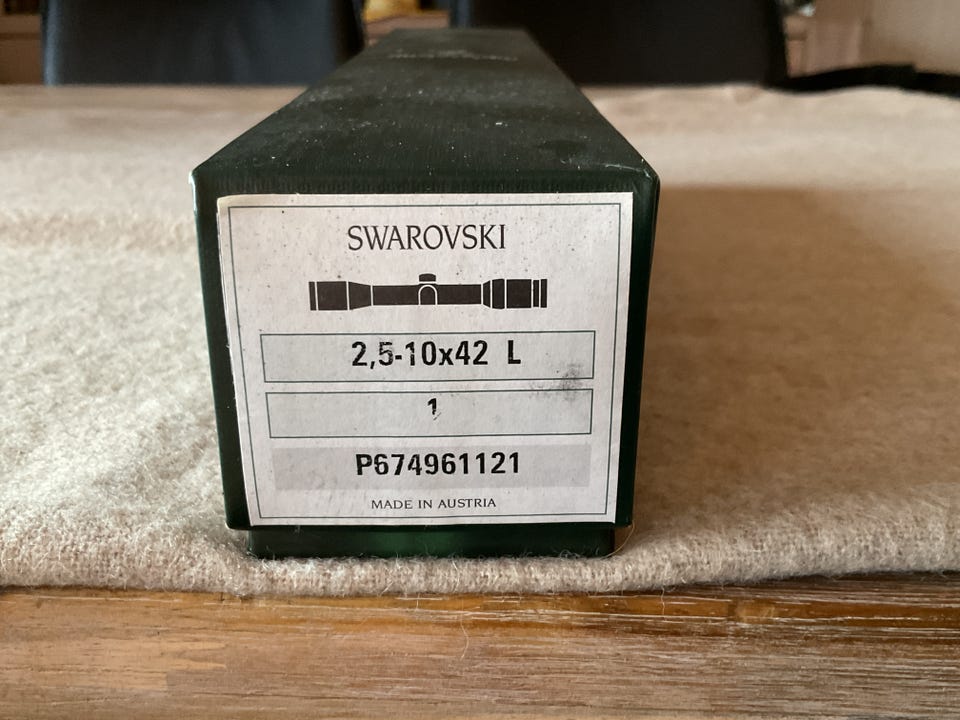 SWAROVSKI
2,5-10x42 L
1
P674961121
MADE IN AUSTRIA